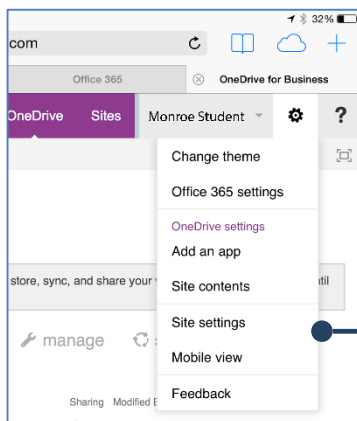 32%
com
Office 365
OneDrive for Business
OneDrive Sites Monroe Student ?
Change theme
Office 365 settings
OneDrive settings
Add an app
store, sync, and share your
Site contents
Site settings
manage
Mobile view
Feedback
Sharing Modified